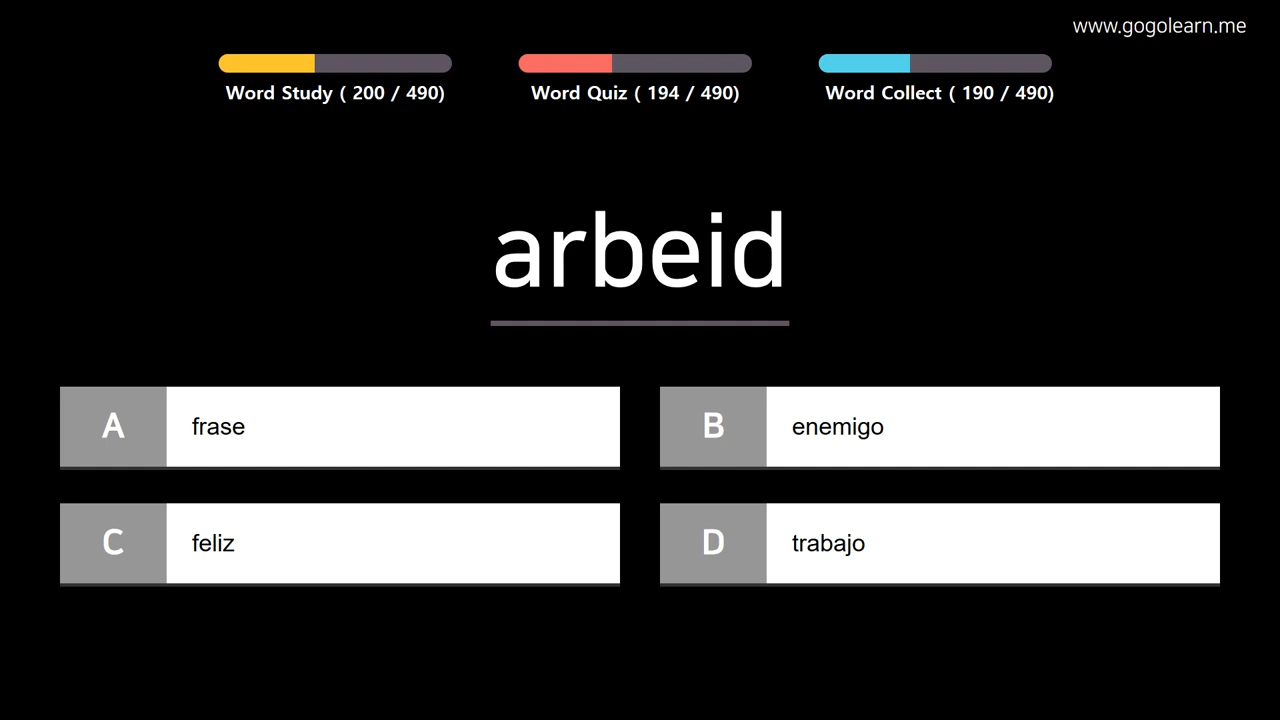 www.gogolearn.me
Word Study ( 200 / 490)
Word Quiz ( 194 / 490)
Word Collect ( 190 / 490)
arbeid
A frase
B enemigo
C feliz
D trabajo